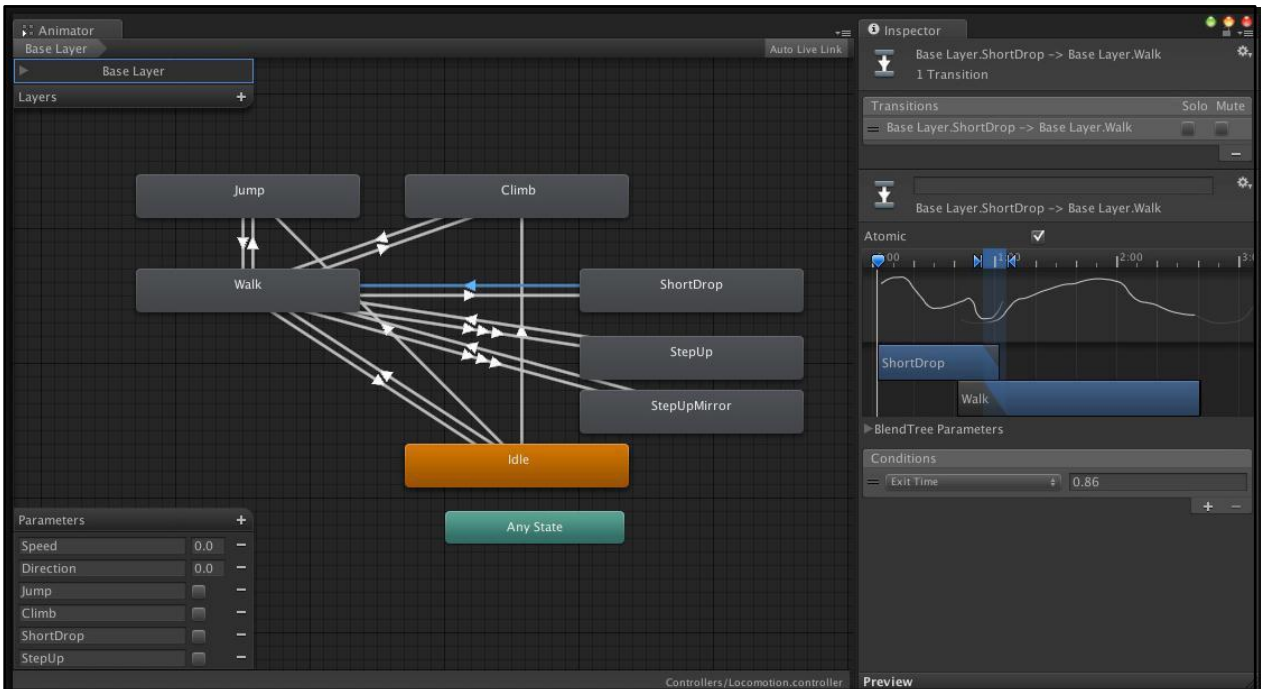 Animator
Base Layer
Auto Live Link
Base Layer
Layers +
Jump
Climb
Walk
ShortDrop
StepUp
StepUpMirror
Idle
Any State
Parameters +
Speed 0.0 −
Direction 0.0 −
Jump −
Climb −
ShortDrop −
StepUp −
Controllers/Locomotion.controller
Inspector
Base Layer.ShortDrop -> Base Layer.Walk
1 Transition
Transitions Solo Mute
Base Layer.ShortDrop -> Base Layer.Walk
−
Base Layer.ShortDrop -> Base Layer.Walk
Atomic
1:00 2:00
ShortDrop
Walk
BlendTree Parameters
Conditions
Exit Time 0.86
+ −
Preview